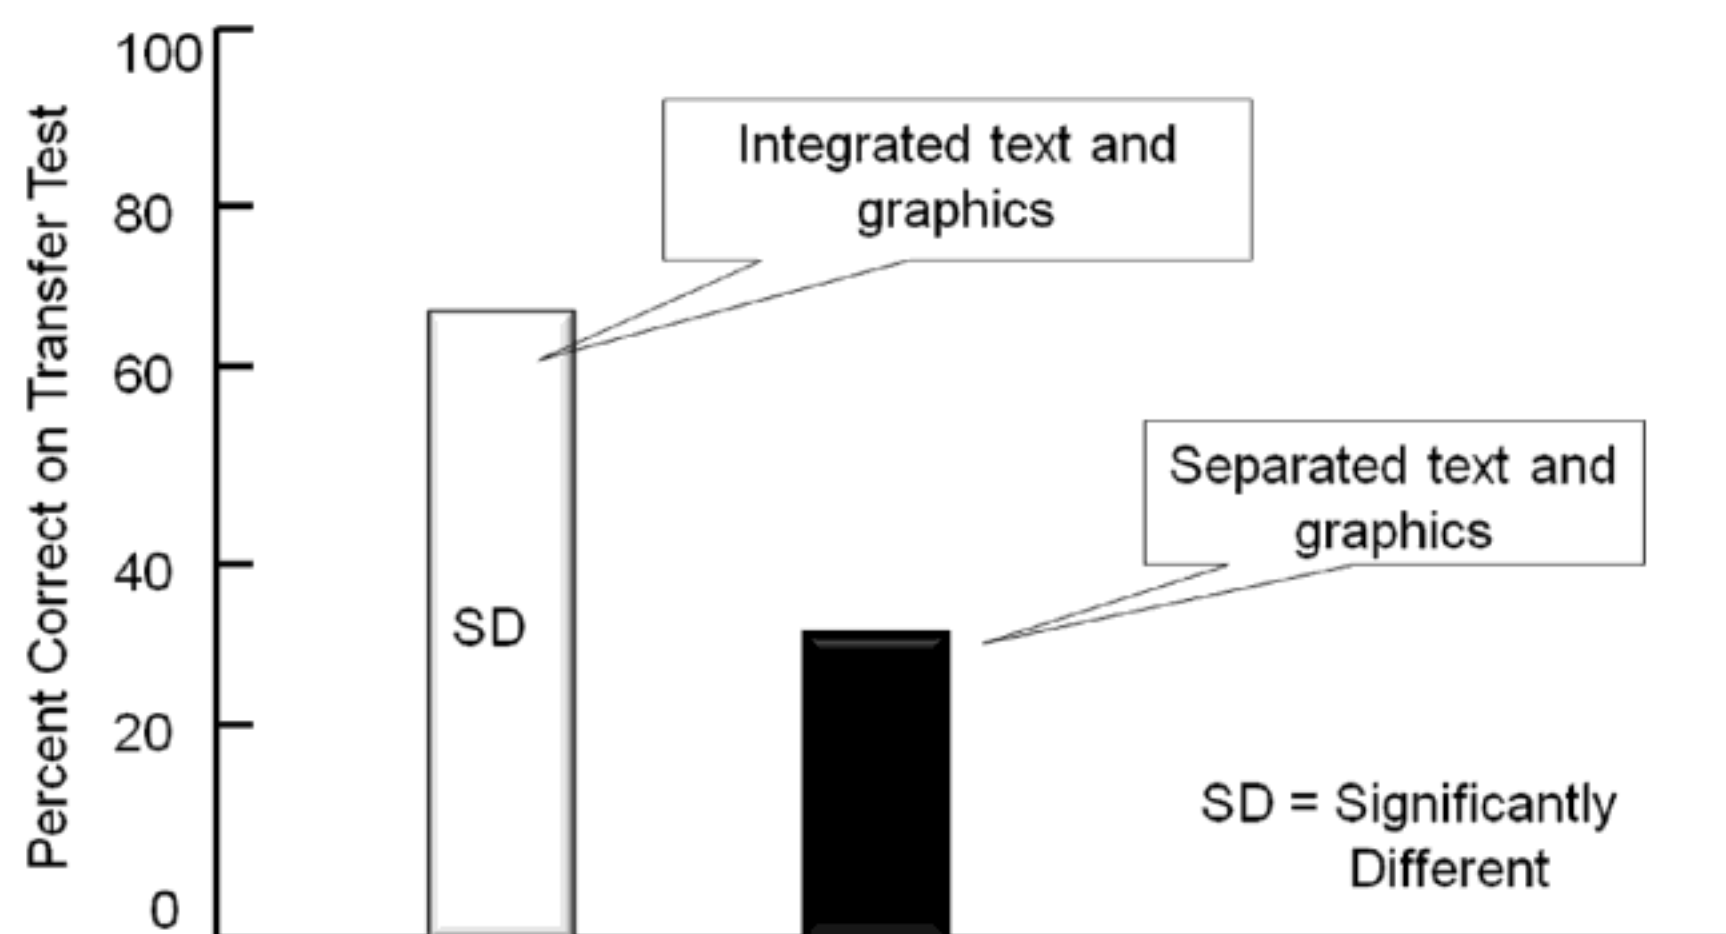 Percent Correct on Transfer Test
100
80
60
40
20
0
Integrated text and
graphics
Separated text and
graphics
SD
SD = Significantly
Different